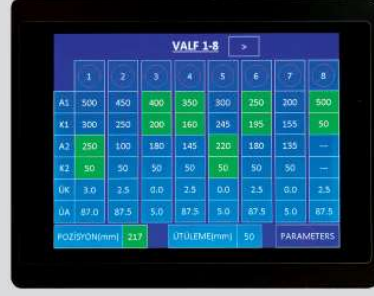 VALF 1-8 >
1 2 3 4 5 6 7 8
A1 500 450 400 350 300 250 200 500
K1 300 250 200 160 245 195 155 50
A2 250 100 180 145 220 180 135 ---
K2 50 50 50 50 50 50 50 ---
ÜK 3.0 2.5 0.0 2.5 0.0 2.5 0.0 2.5
ÜA 87.0 87.5 5.0 87.5 5.0 87.5 5.0 87.5
POZİSYON(mm) 217 ÜTÜLEME(mm) 50 PARAMETERS